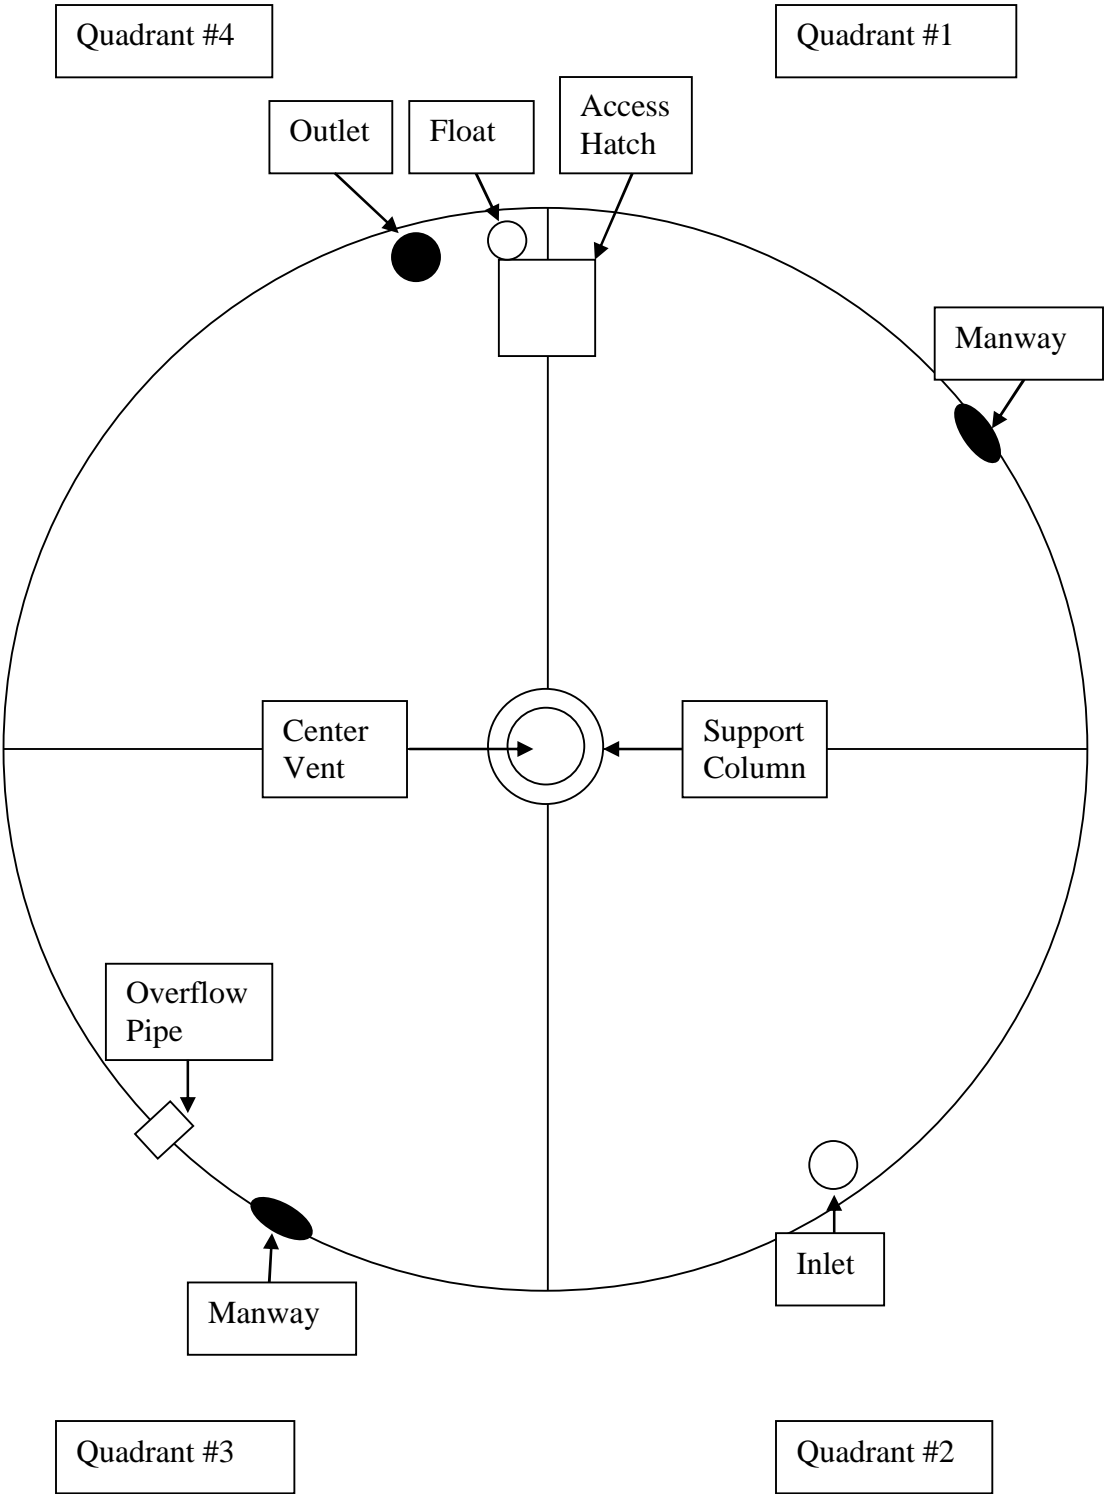 Quadrant #4
Quadrant #1
Outlet
Float
Access
Hatch
Manway
Center
Vent
Support
Column
Overflow
Pipe
Inlet
Manway
Quadrant #3
Quadrant #2